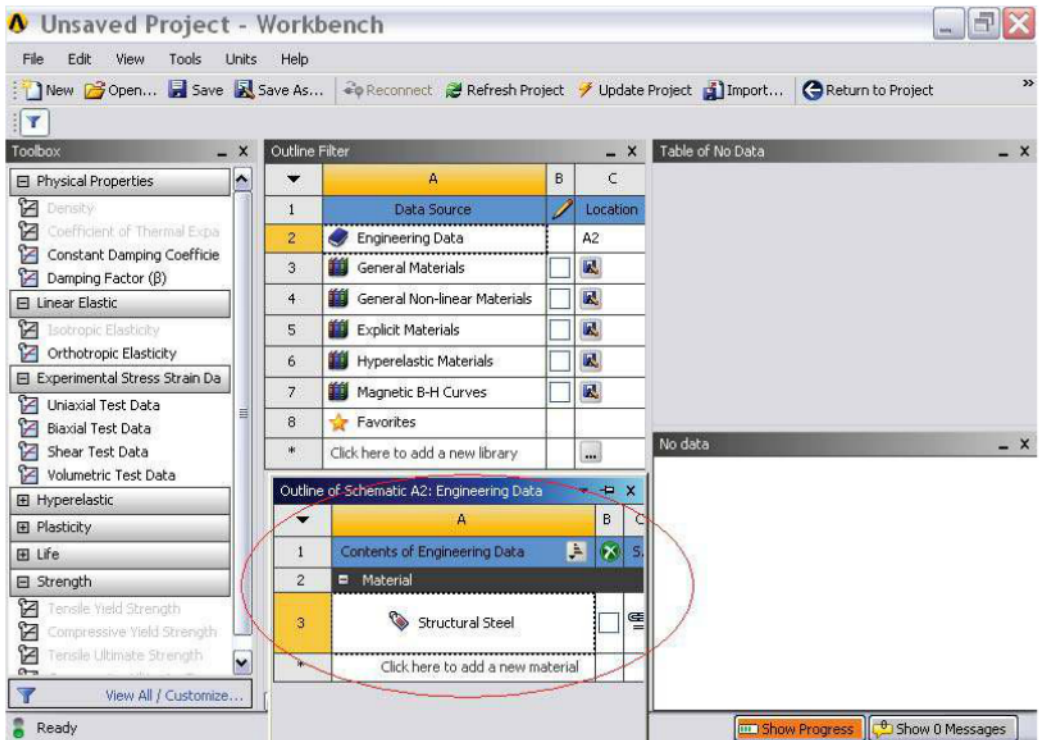 Unsaved Project - Workbench
File Edit View Tools Units Help
New Open... Save Save As... Reconnect Refresh Project Update Project Import... Return to Project »
Toolbox
Physical Properties
Density
Coefficient of Thermal Expa
Constant Damping Coefficie
Damping Factor (β)
Linear Elastic
Isotropic Elasticity
Orthotropic Elasticity
Experimental Stress Strain Da
Uniaxial Test Data
Biaxial Test Data
Shear Test Data
Volumetric Test Data
Hyperelastic
Plasticity
Life
Strength
Tensile Yield Strength
Compressive Yield Strength
Tensile Ultimate Strength
View All / Customize...
Outline Filter
A B C
1 Data Source Location
2 Engineering Data A2
3 General Materials
4 General Non-linear Materials
5 Explicit Materials
6 Hyperelastic Materials
7 Magnetic B-H Curves
8 Favorites
* Click here to add a new library ...
Outline of Schematic A2: Engineering Data
A B C
1 Contents of Engineering Data S.
2 Material
3 Structural Steel
* Click here to add a new material
Table of No Data
No data
Ready
Show Progress Show 0 Messages